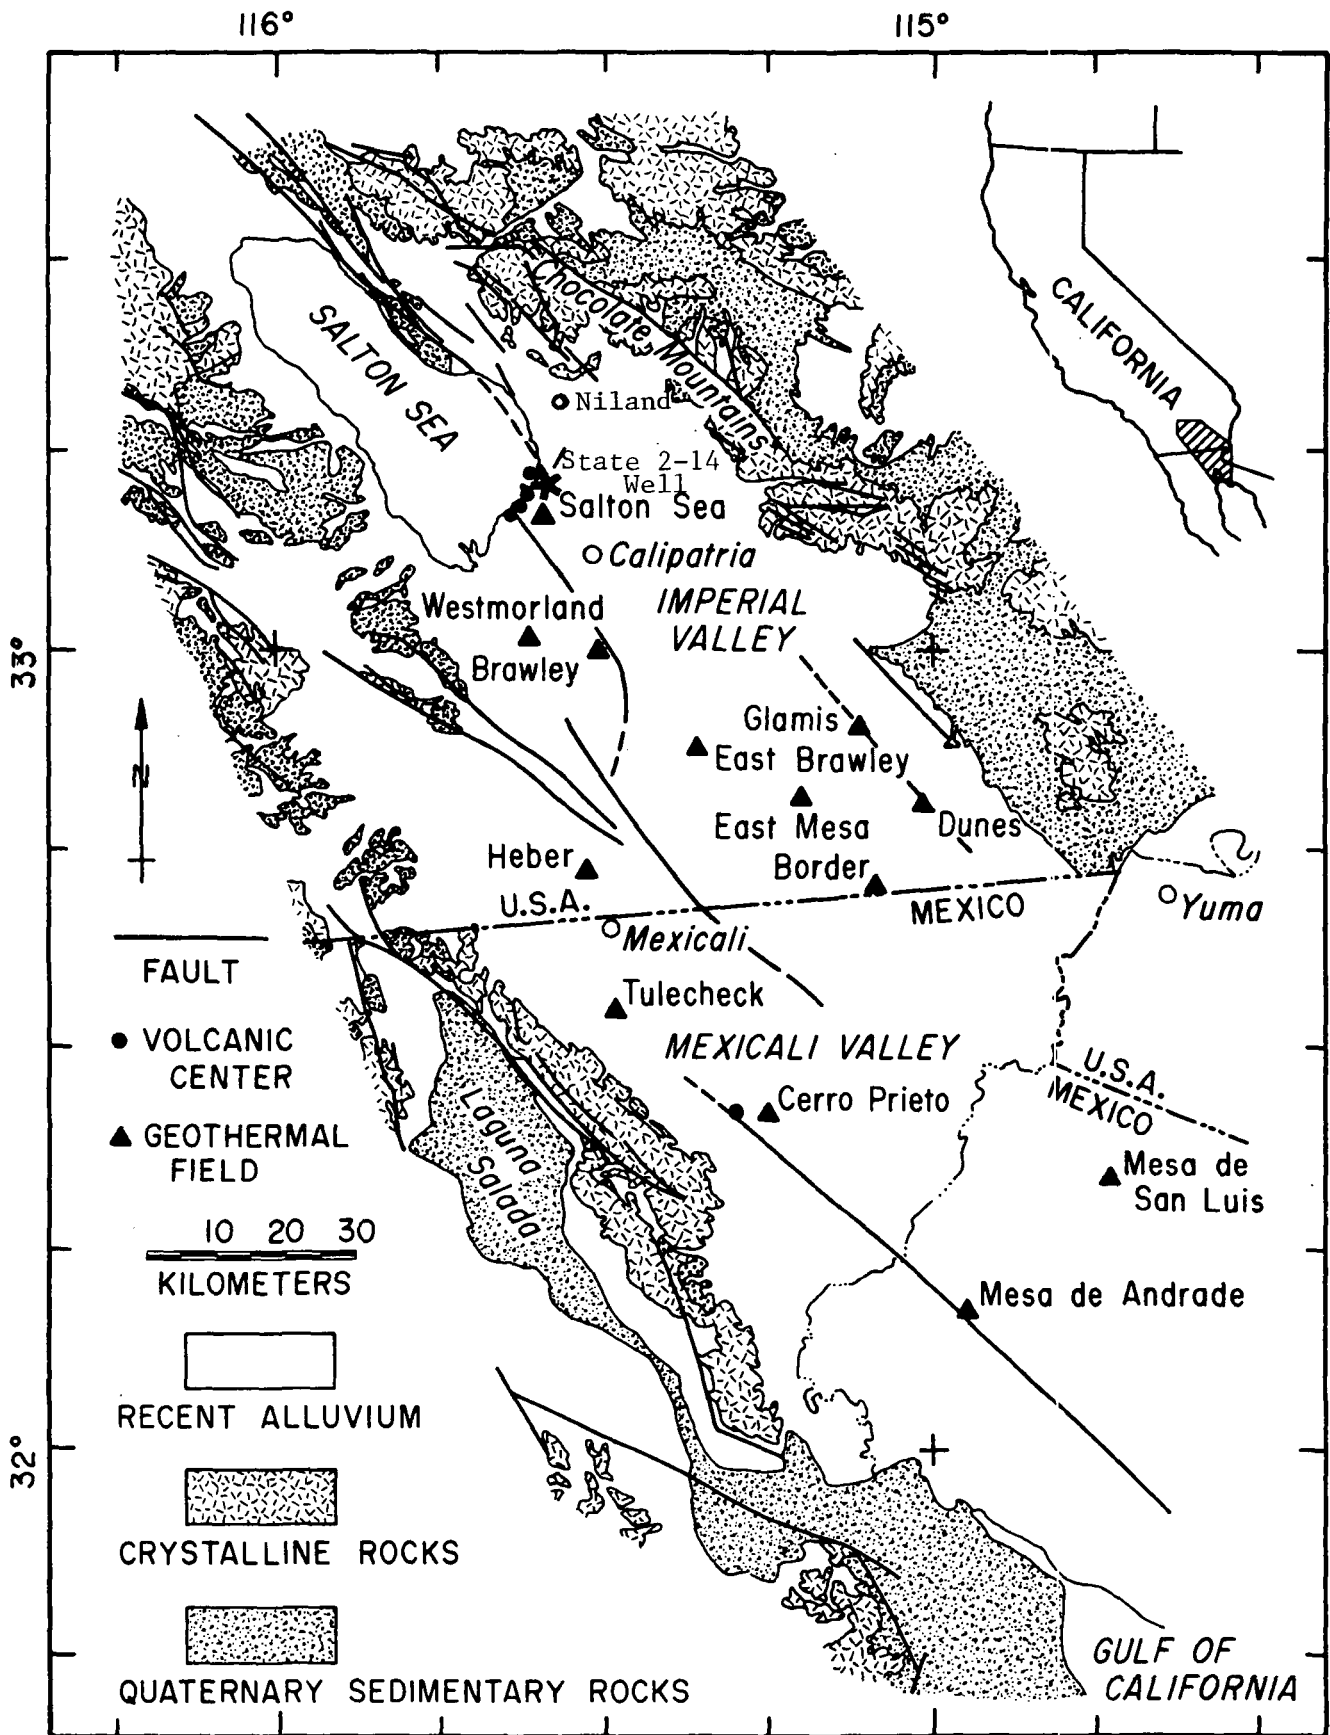 116°
115°
SALTON SEA
Chocolate Mountains
CALIFORNIA
Niland
State 2-14
Well
Salton Sea
Calipatria
IMPERIAL
VALLEY
Westmorland
Brawley
33°
Glamis
East Brawley
N
East Mesa
Dunes
Border
Heber
U.S.A.
MEXICO
Yuma
Mexicali
FAULT
Tulecheck
VOLCANIC
CENTER
MEXICALI VALLEY
U.S.A.
MEXICO
Cerro Prieto
GEOTHERMAL
FIELD
Laguna
Salada
Mesa de
San Luis
10 20 30
KILOMETERS
Mesa de Andrade
RECENT ALLUVIUM
32°
CRYSTALLINE ROCKS
QUATERNARY SEDIMENTARY ROCKS
GULF OF
CALIFORNIA